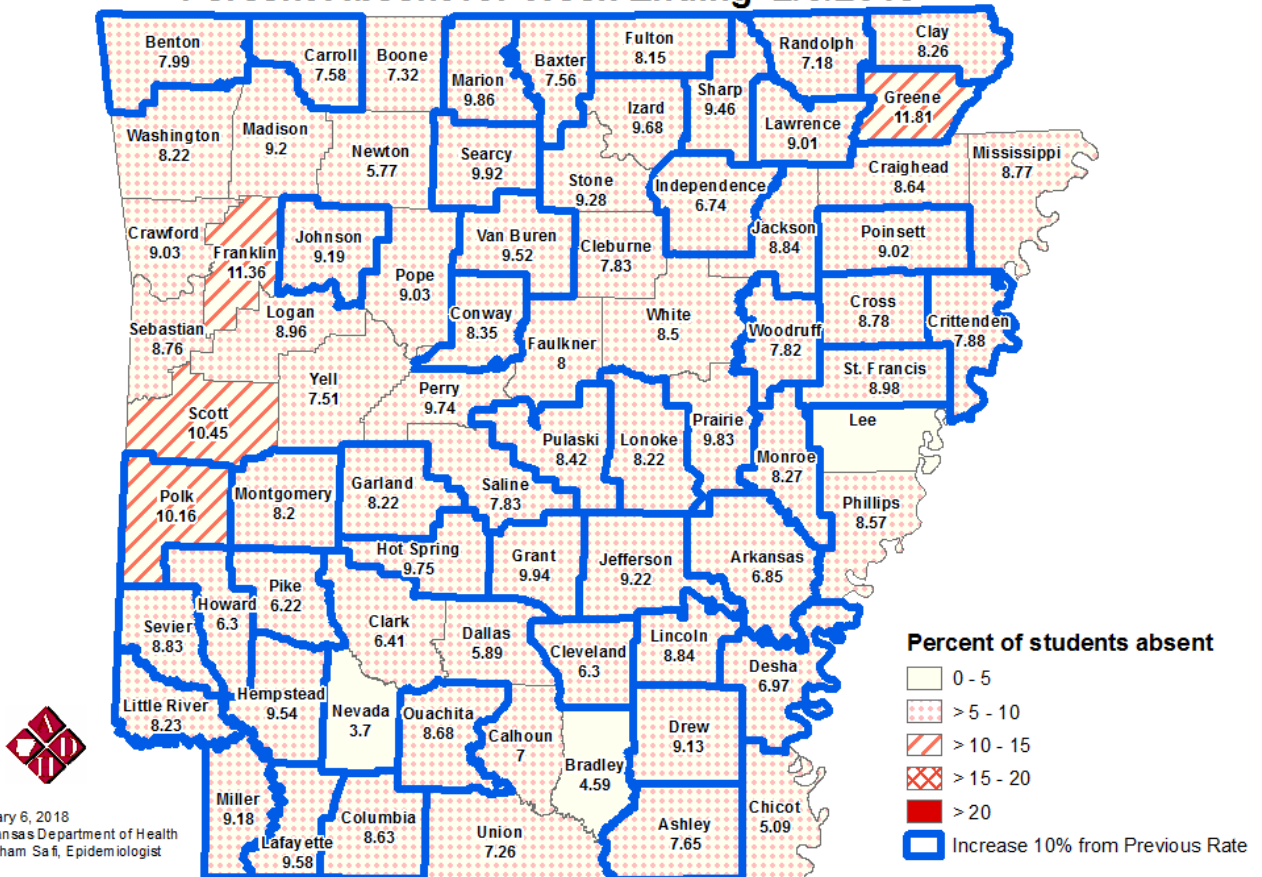 Benton
7.99
Carroll
7.58
Boone
7.32
Marion
9.86
Baxter
7.56
Fulton
8.15
Sharp
9.46
Randolph
7.18
Clay
8.26
Greene
11.81
Izard
9.68
Lawrence
9.01
Washington
8.22
Madison
9.2
Newton
5.77
Searcy
9.92
Stone
9.28
Independence
6.74
Craighead
8.64
Mississippi
8.77
Crawford
9.03
Franklin
11.36
Johnson
9.19
Pope
9.03
Van Buren
9.52
Cleburne
7.83
Jackson
8.84
Poinsett
9.02
Sebastian
8.76
Logan
8.96
Conway
8.35
Faulkner
8
White
8.5
Woodruff
7.82
Cross
8.78
Crittenden
7.88
St. Francis
8.98
Scott
10.45
Yell
7.51
Perry
9.74
Pulaski
8.42
Lonoke
8.22
Prairie
9.83
Monroe
8.27
Lee
Phillips
8.57
Polk
10.16
Montgomery
8.2
Garland
8.22
Saline
7.83
Hot Spring
9.75
Grant
9.94
Jefferson
9.22
Arkansas
6.85
Sevier
8.83
Howard
6.3
Pike
6.22
Clark
6.41
Dallas
5.89
Cleveland
6.3
Lincoln
8.84
Desha
6.97
Little River
8.23
Hempstead
9.54
Nevada
3.7
Ouachita
8.68
Calhoun
7
Bradley
4.59
Drew
9.13
Chicot
5.09
Miller
9.18
Lafayette
9.58
Columbia
8.63
Union
7.26
Ashley
7.65
Percent of students absent
0 - 5
> 5 - 10
> 10 - 15
> 15 - 20
> 20
Increase 10% from Previous Rate
A
D
H
ary 6, 2018
ansas Department of Health
ham Safi, Epidemiologist